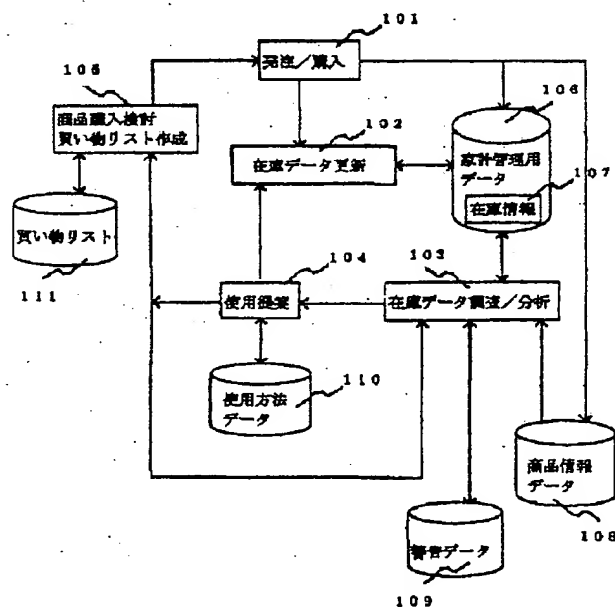 101
発注/購入
105
商品購入検討
買い物リスト作成
106
102
在庫データ更新
家計管理用
データ
107
在庫情報
買い物リスト
111
104
使用提案
103
在庫データ調査/分析
使用方法
データ
110
商品情報
データ
108
警告データ
109